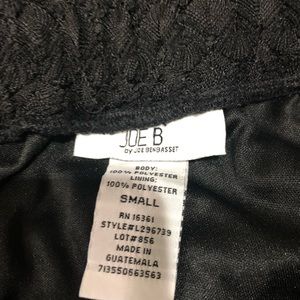 JOE B
by JOE BENBASSET
BODY:
100% POLYESTER
LINING:
100% POLYESTER
SMALL
RN 16361
STYLE#L296739
LOT#856
MADE IN
GUATEMALA
713550663563